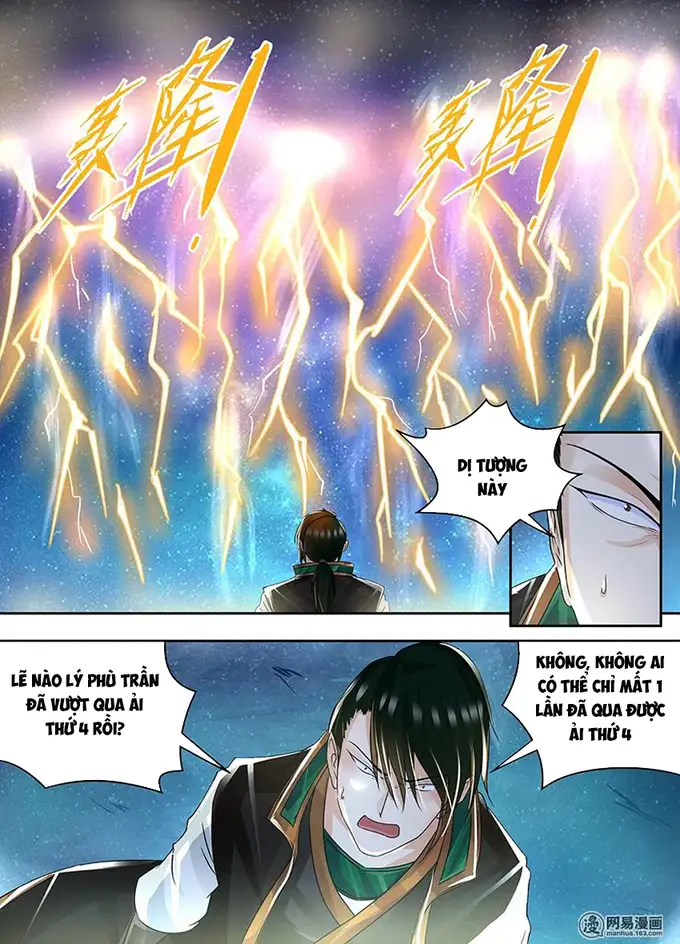 轰隆!
轰隆!
DỊ TƯỢNG
NÀY
LẼ NÀO LÝ PHÙ TRẦN
ĐÃ VƯỢT QUA ẢI
THỨ 4 RỒI?
KHÔNG, KHÔNG AI
CÓ THỂ CHỈ MẤT 1
LẦN ĐÃ QUA ĐƯỢC
ẢI THỨ 4
漫 网易漫画
manhua.163.com